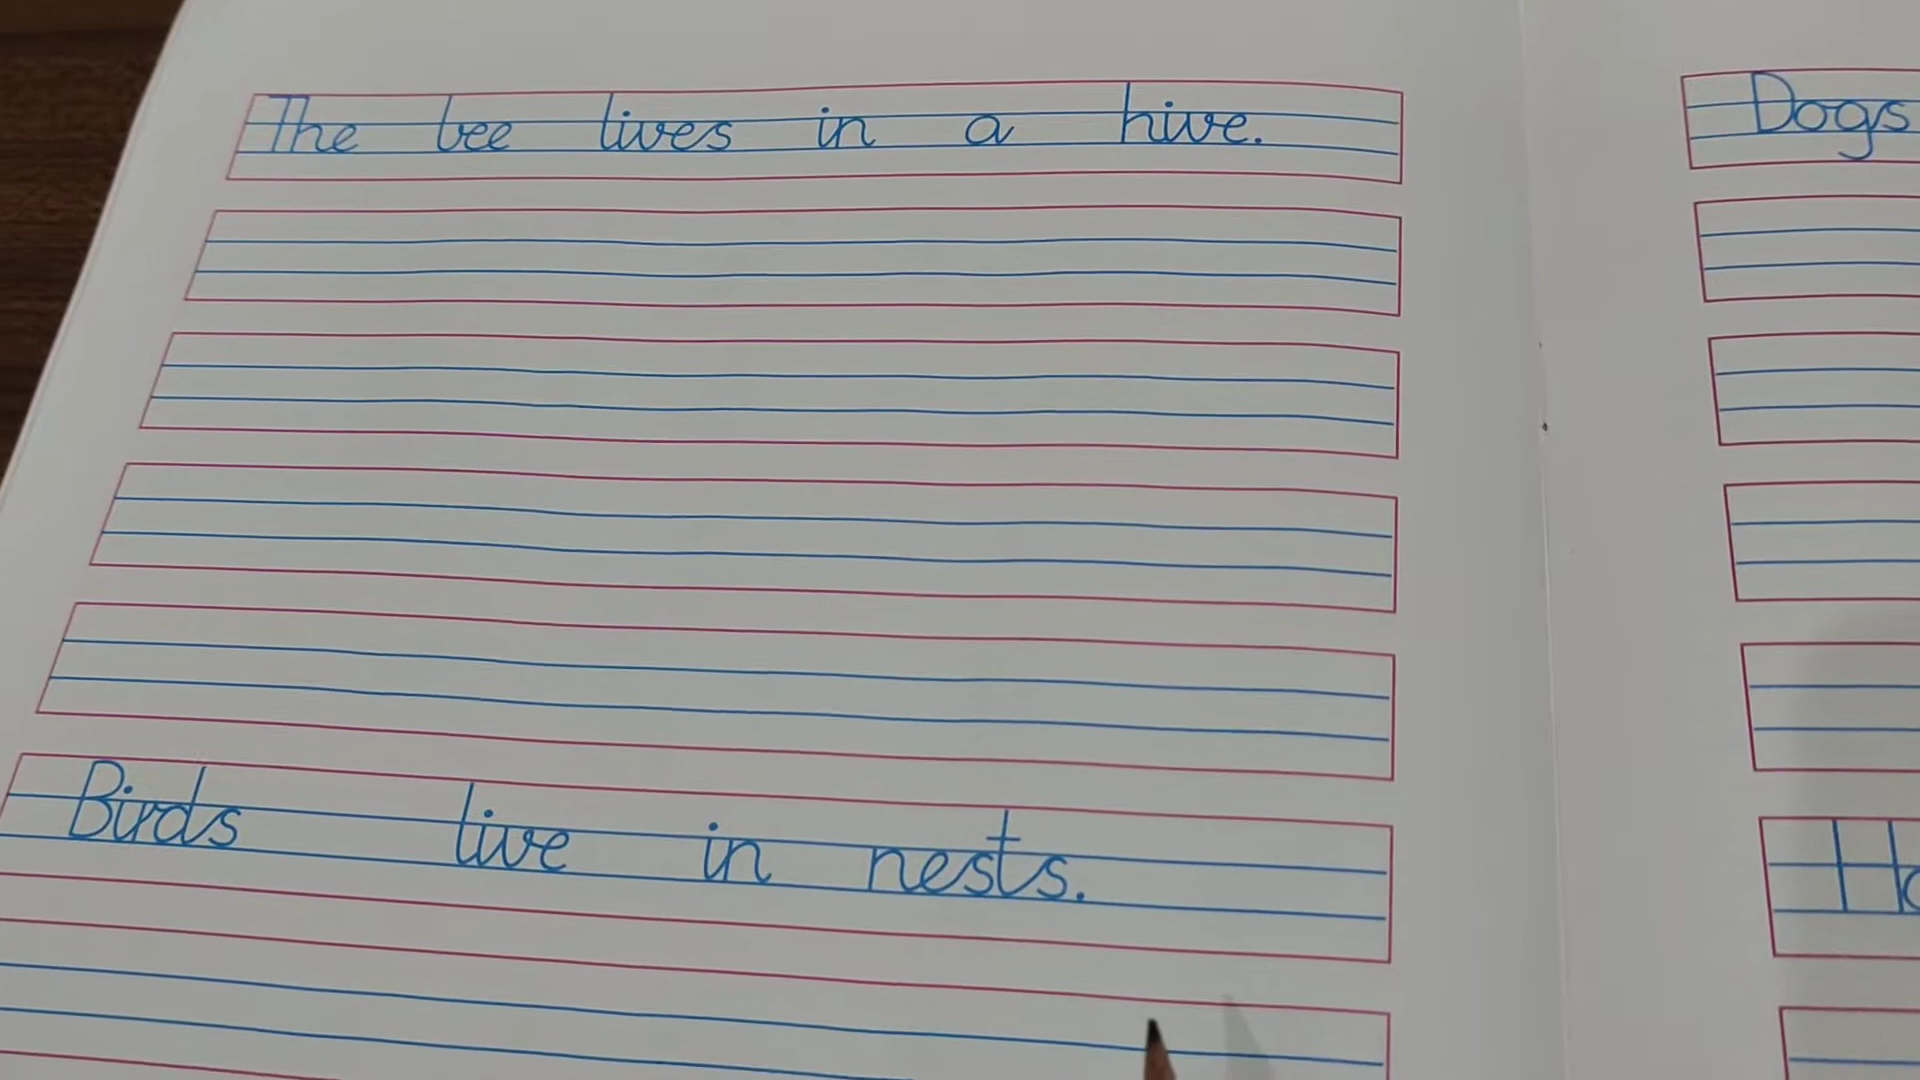 The bee lives in a hive.
Birds live in nests.
Dogs